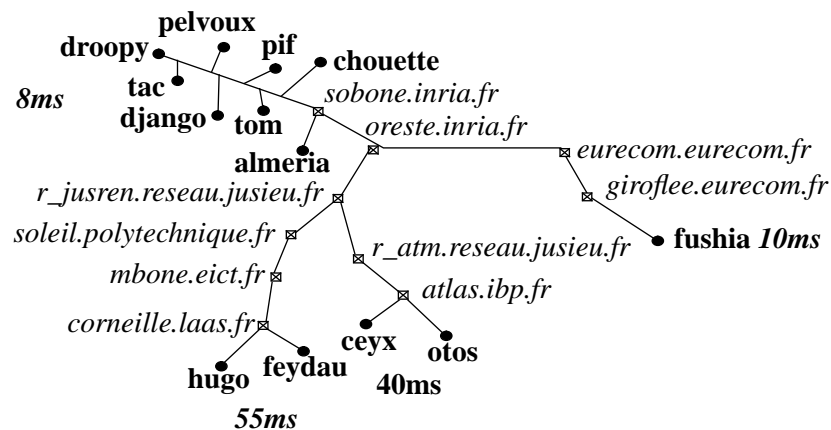 pelvoux
droopy
pif
chouette
tac
8ms
sobone.inria.fr
django
tom
oreste.inria.fr
almeria
eurecom.eurecom.fr
r_jusren.reseau.jusieu.fr
giroflee.eurecom.fr
soleil.polytechnique.fr
r_atm.reseau.jusieu.fr
fushia 10ms
mbone.eict.fr
atlas.ibp.fr
corneille.laas.fr
ceyx
otos
feydau
hugo
40ms
55ms